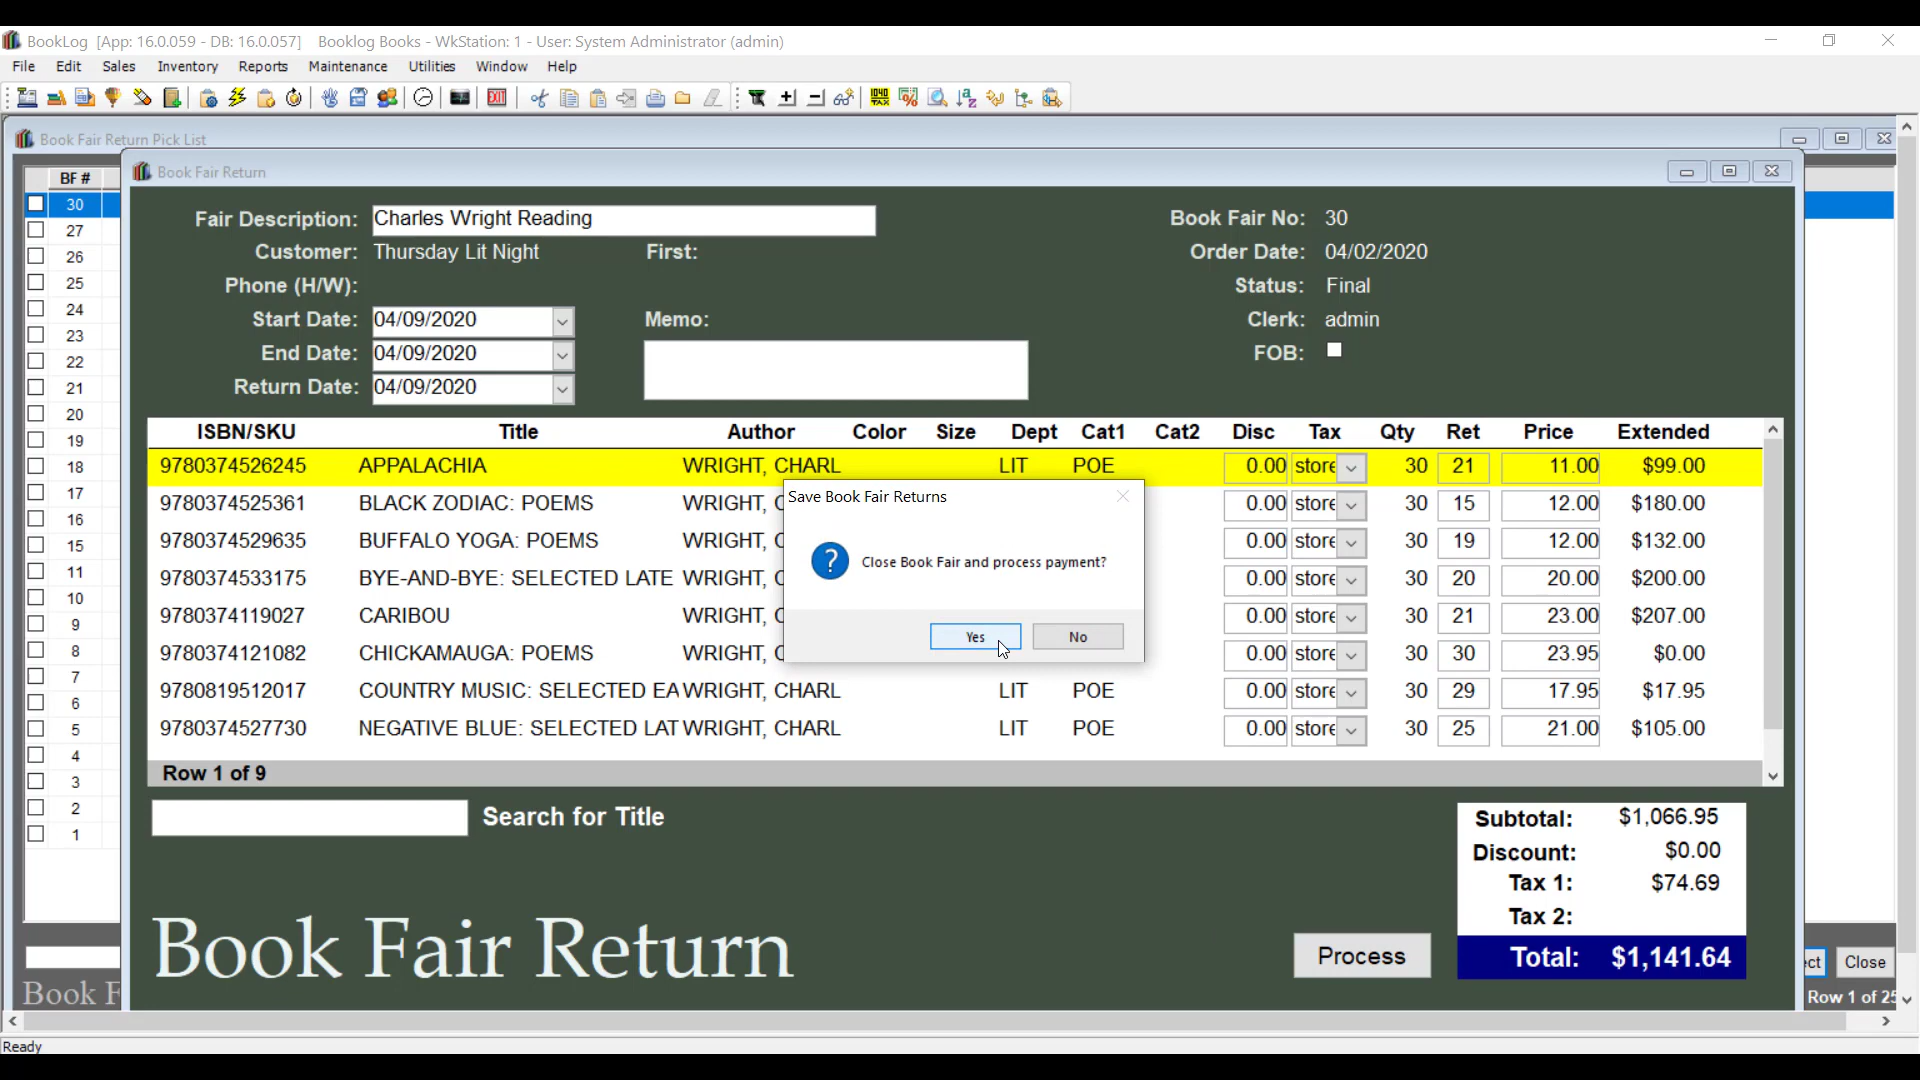 BookLog [App: 16.0.059 - DB: 16.0.057] Booklog Books - WkStation: 1 - User: System Administrator (admin)
File Edit Sales Inventory Reports Maintenance Utilities Window Help
EXIT 1040 TAX
Book Fair Return Pick List
Book Fair Return
BF #
30
27
26
25
24
23
22
21
20
19
18
17
16
15
11
10
9
8
7
6
5
4
3
2
1
Fair Description: Charles Wright Reading Book Fair No: 30
Customer: Thursday Lit Night First: Order Date: 04/02/2020
Phone (H/W): Status: Final
Start Date: 04/09/2020 Memo: Clerk: admin
End Date: 04/09/2020 FOB:
Return Date: 04/09/2020
ISBN/SKU Title Author Color Size Dept Cat1 Cat2 Disc Tax Qty Ret Price Extended
9780374526245 APPALACHIA WRIGHT, CHARL LIT POE 0.00 store 30 21 11.00 $99.00
9780374525361 BLACK ZODIAC: POEMS WRIGHT, 0.00 store 30 15 12.00 $180.00
9780374529635 BUFFALO YOGA: POEMS WRIGHT, 0.00 store 30 19 12.00 $132.00
9780374533175 BYE-AND-BYE: SELECTED LATE WRIGHT, 0.00 store 30 20 20.00 $200.00
9780374119027 CARIBOU WRIGHT, 0.00 store 30 21 23.00 $207.00
9780374121082 CHICKAMAUGA: POEMS WRIGHT, 0.00 store 30 30 23.95 $0.00
9780819512017 COUNTRY MUSIC: SELECTED EA WRIGHT, CHARL LIT POE 0.00 store 30 29 17.95 $17.95
9780374527730 NEGATIVE BLUE: SELECTED LAT WRIGHT, CHARL LIT POE 0.00 store 30 25 21.00 $105.00
Row 1 of 9
Save Book Fair Returns
? Close Book Fair and process payment?
Yes No
Search for Title
Subtotal: $1,066.95
Discount: $0.00
Tax 1: $74.69
Tax 2:
Total: $1,141.64
Book Fair Return
Process
Close
Book F
Row 1 of 25
Ready